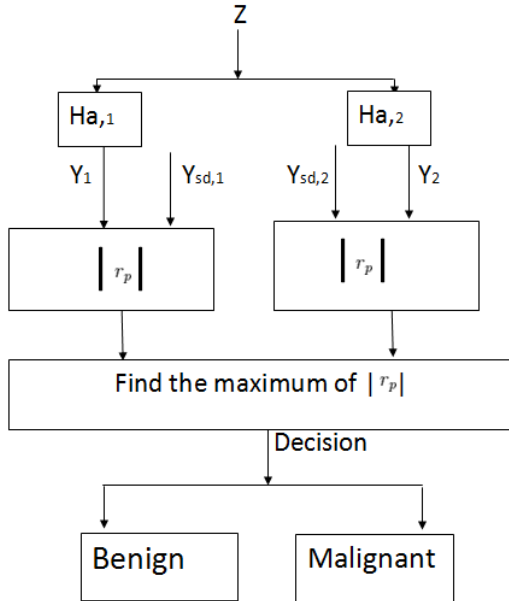 Z
Ha,1
Ha,2
Y1
Ysd,1
Ysd,2
Y2
|rp|
|rp|
Find the maximum of |rp|
Decision
Benign
Malignant